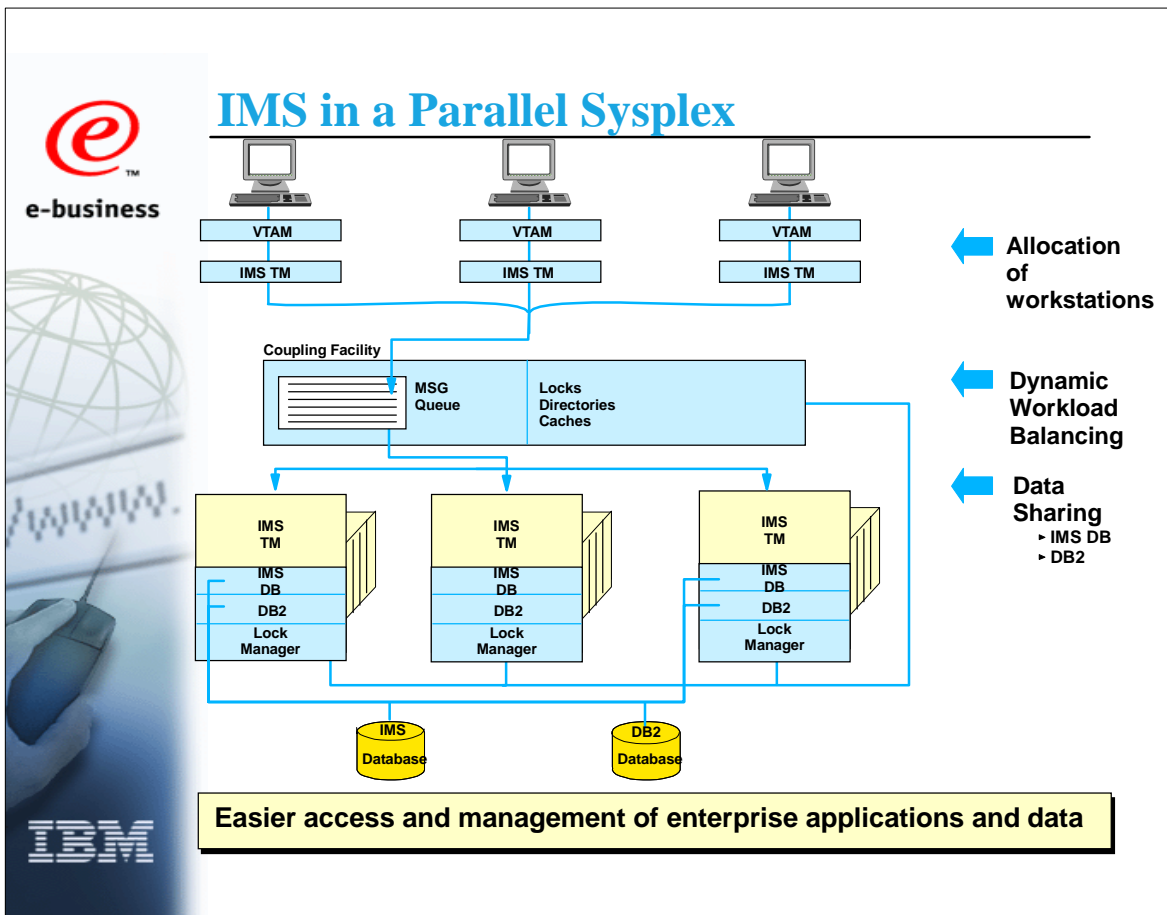 IMS in a Parallel Sysplex
e
TM
e-business
VTAM
VTAM
VTAM
IMS TM
IMS TM
IMS TM
Allocation
of
workstations
Coupling Facility
MSG
Queue
Locks
Directories
Caches
Dynamic
Workload
Balancing
Data
Sharing
IMS DB
DB2
IMS
TM
IMS
DB
DB2
Lock
Manager
IMS
TM
IMS
DB
DB2
Lock
Manager
IMS
TM
IMS
DB
DB2
Lock
Manager
IMS
Database
DB2
Database
Easier access and management of enterprise applications and data
IBM